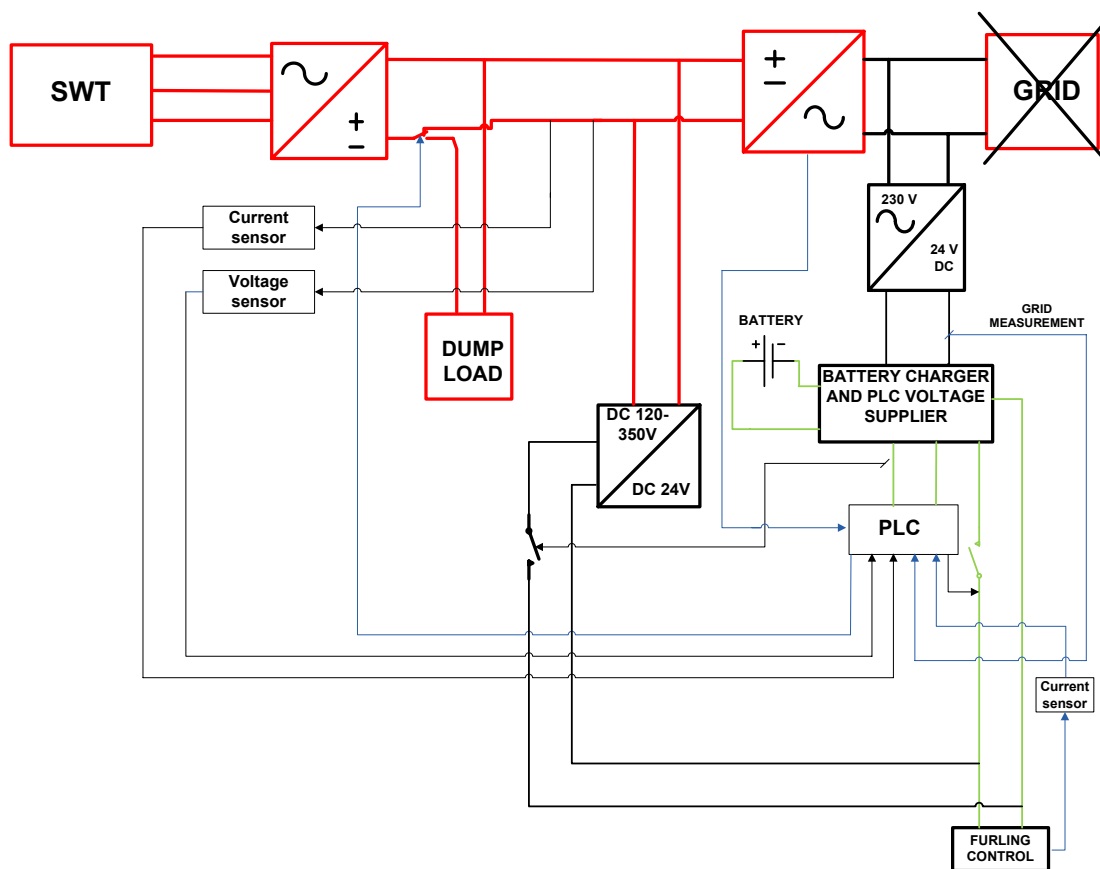 SWT
+
−
+
−
GRID
230 V
24 V
DC
Current
sensor
Voltage
sensor
GRID
MEASUREMENT
BATTERY
+
−
DUMP
LOAD
BATTERY CHARGER
AND PLC VOLTAGE
SUPPLIER
DC 120-
350V
DC 24V
PLC
Current
sensor
FURLING
CONTROL